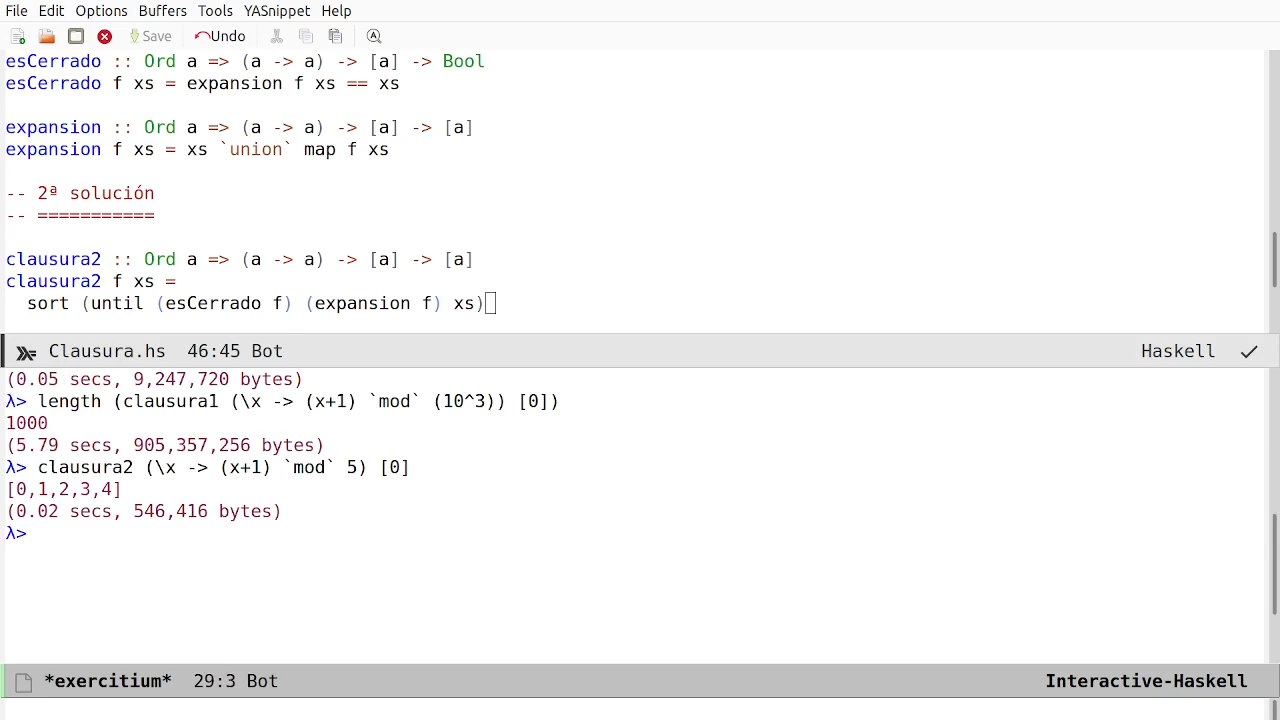 File Edit Options Buffers Tools YASnippet Help
Save Undo
esCerrado :: Ord a => (a -> a) -> [a] -> Bool
esCerrado f xs = expansion f xs == xs
expansion :: Ord a => (a -> a) -> [a] -> [a]
expansion f xs = xs `union` map f xs
-- 2ª solución
-- ===========
clausura2 :: Ord a => (a -> a) -> [a] -> [a]
clausura2 f xs =
  sort (until (esCerrado f) (expansion f) xs)
Clausura.hs 46:45 Bot Haskell
(0.05 secs, 9,247,720 bytes)
λ> length (clausura1 (\x -> (x+1) `mod` (10^3)) [0])
1000
(5.79 secs, 905,357,256 bytes)
λ> clausura2 (\x -> (x+1) `mod` 5) [0]
[0,1,2,3,4]
(0.02 secs, 546,416 bytes)
λ>
*exercitium* 29:3 Bot Interactive-Haskell